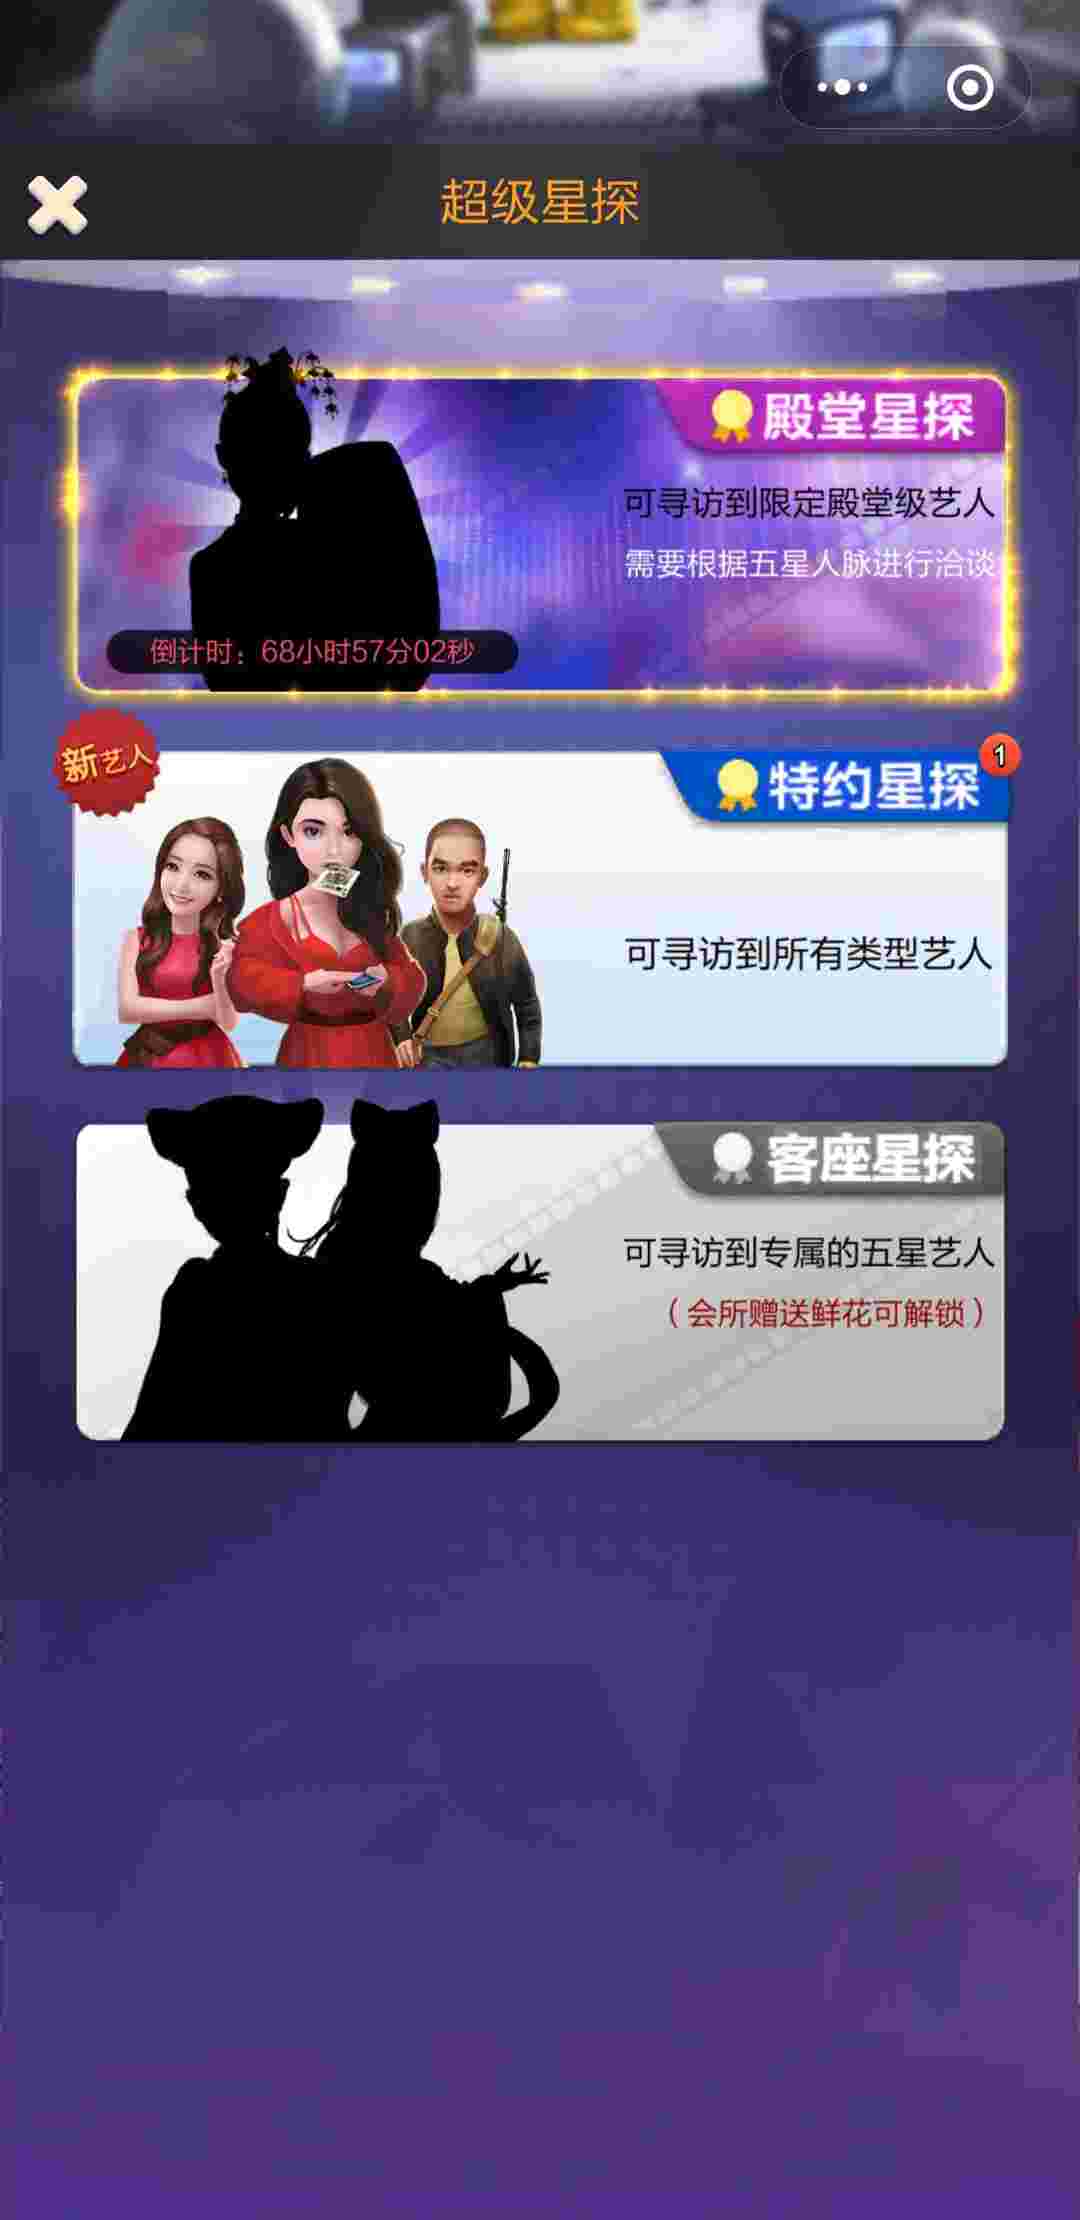 超级星探
殿堂星探
可寻访到限定殿堂级艺人
需要根据五星人脉进行洽谈
倒计时：68小时57分02秒
新艺人
特约星探
1
可寻访到所有类型艺人
客座星探
可寻访到专属的五星艺人
（会所赠送鲜花可解锁）